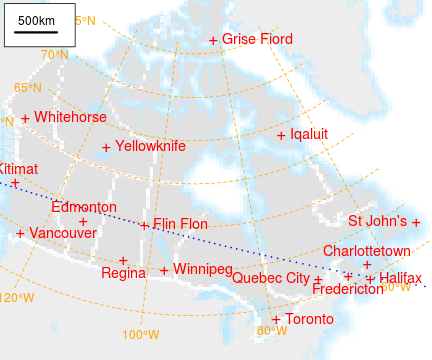 500km
5°N
Grise Fiord
70°N
65°N
Whitehorse
°N
Iqaluit
Yellowknife
Kitimat
Edmonton
St John's
Flin Flon
Vancouver
Charlottetown
Regina
Winnipeg
Quebec City
Halifax
Fredericton
60°W
120°W
Toronto
100°W
80°W